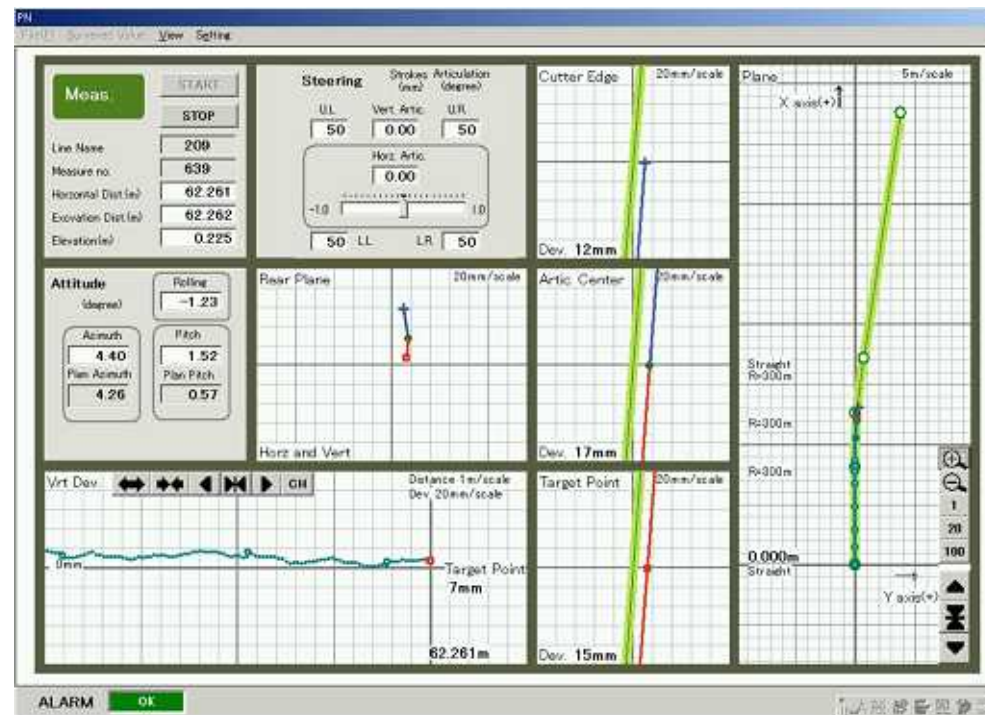 PN
View Setting
Meas.
START
STOP
Line Name 209
Measure no. 639
Horizontal Dist(m) 62.261
Excavation Dist(m) 62.262
Elevation(m) 0.225
Steering
Strokes (mm)
Articulation (degree)
UL Vert. Artic. UR
50 0.00 50
Horz. Artic.
0.00
-1.0 1.0
50 LL LR 50
Cutter Edge 20mm/scale
Dev. 12mm
Plane 5m/scale
X axis(+)
Straight
R=300m
R=300m
R=300m
0.000m
Straight
Y axis(+)
1
20
100
Attitude
(degree)
Rolling
-1.23
Azimuth
4.40
Plan Azimuth
4.26
Pitch
1.52
Plan Pitch
0.57
Rear Plane 20mm/scale
Horz and Vert
Artic Center 20mm/scale
Dev. 17mm
Vrt Dev. CH
Distance 1m/scale
Dev. 20mm/scale
0mm
Target Point
7mm
62.261m
Target Point 20mm/scale
Dev. 15mm
ALARM OK